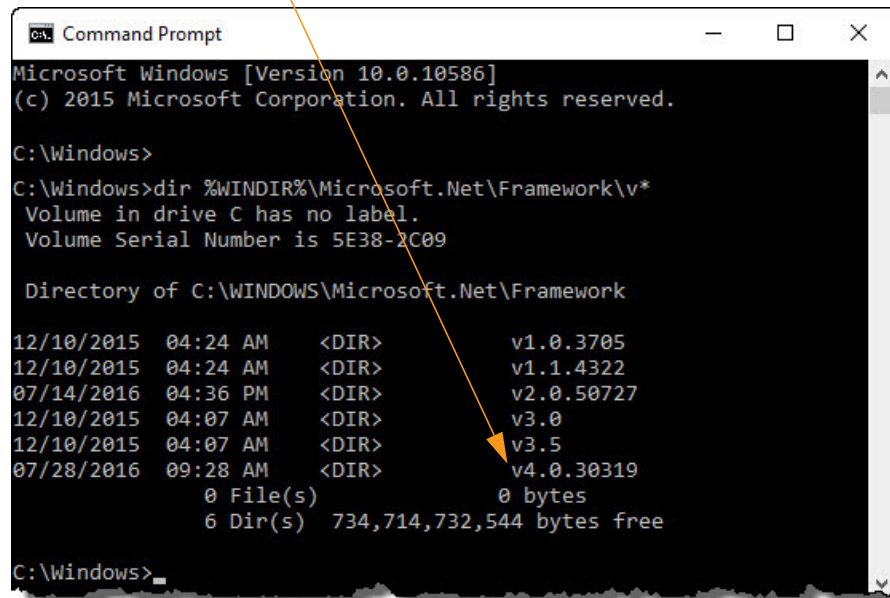 Command Prompt
Microsoft Windows [Version 10.0.10586]
(c) 2015 Microsoft Corporation. All rights reserved.
C:\Windows>
C:\Windows>dir %WINDIR%\Microsoft.Net\Framework\v*
Volume in drive C has no label.
Volume Serial Number is 5E38-2C09
Directory of C:\WINDOWS\Microsoft.Net\Framework
12/10/2015 04:24 AM <DIR> v1.0.3705
12/10/2015 04:24 AM <DIR> v1.1.4322
07/14/2016 04:36 PM <DIR> v2.0.50727
12/10/2015 04:07 AM <DIR> v3.0
12/10/2015 04:07 AM <DIR> v3.5
07/28/2016 09:28 AM <DIR> v4.0.30319
0 File(s) 0 bytes
6 Dir(s) 734,714,732,544 bytes free
C:\Windows>_